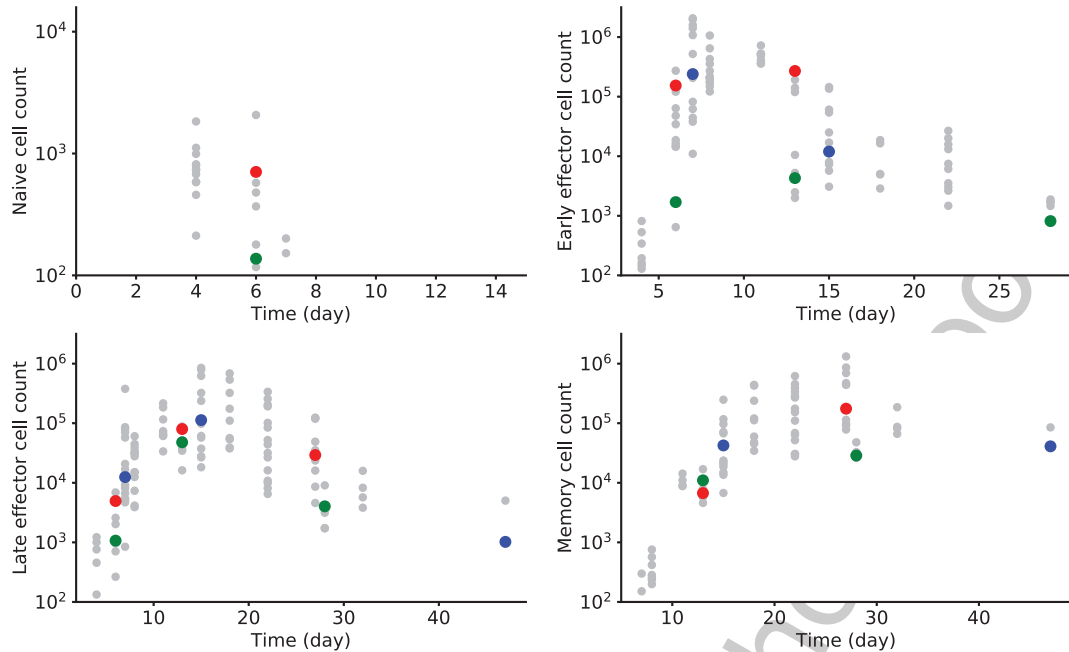 Naive cell count
10^4
10^3
10^2
0 2 4 6 8 10 12 14
Time (day)
Early effector cell count
10^6
10^5
10^4
10^3
10^2
5 10 15 20 25
Time (day)
Late effector cell count
10^6
10^5
10^4
10^3
10^2
10 20 30 40
Time (day)
Memory cell count
10^6
10^5
10^4
10^3
10^2
10 20 30 40
Time (day)